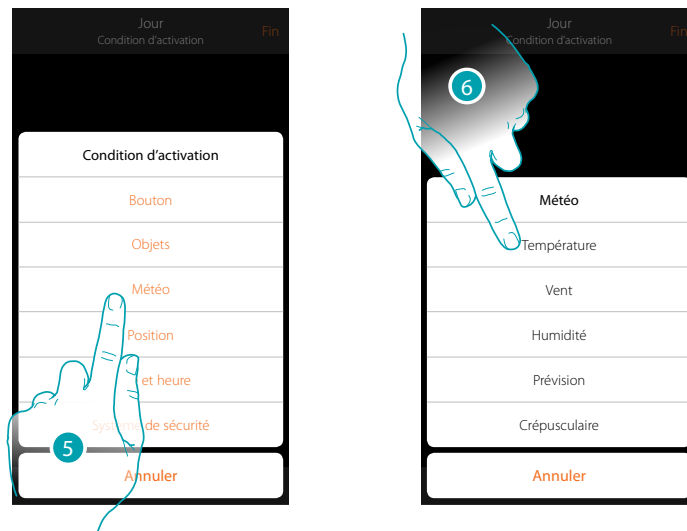 Jour
Condition d'activation
Fin
Condition d'activation
Bouton
Objets
Météo
Position
et heure
Système de sécurité
Annuler
5
Jour
Condition d'activation
Fin
6
Météo
Température
Vent
Humidité
Prévision
Crépusculaire
Annuler